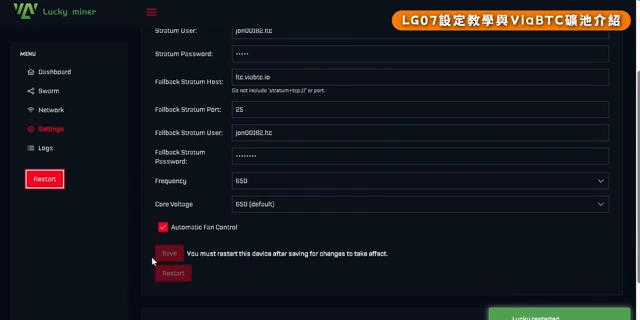 Lucky miner
LG07設定教學與ViaBTC礦池介紹
MENU
Dashboard
Swarm
Network
Settings
Logs
Restart
Stratum User:
jon00182.ltc
Stratum Password:
•••••
Fallback Stratum Host:
ltc.viabtc.io
Do not include 'stratum+tcp://' or port.
Fallback Stratum Port:
25
Fallback Stratum User:
jon00182.ltc
Fallback Stratum
Password:
••••••••
Frequency
650
Core Voltage
650 (default)
Automatic Fan Control
Save
You must restart this device after saving for changes to take affect.
Restart
Lucky restarted